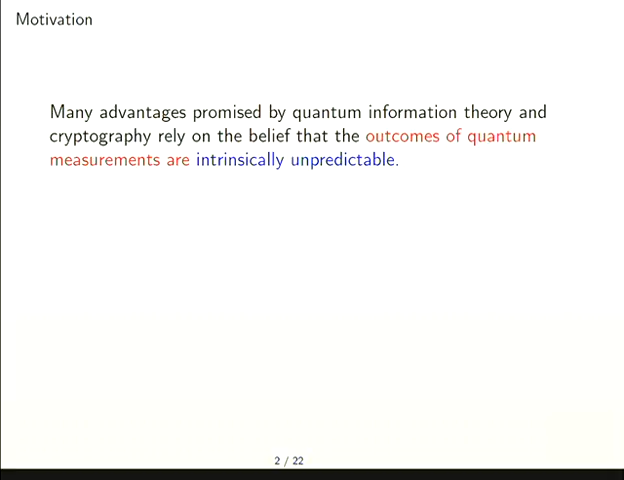 Motivation
Many advantages promised by quantum information theory and
cryptography rely on the belief that the outcomes of quantum
measurements are intrinsically unpredictable.
2 / 22